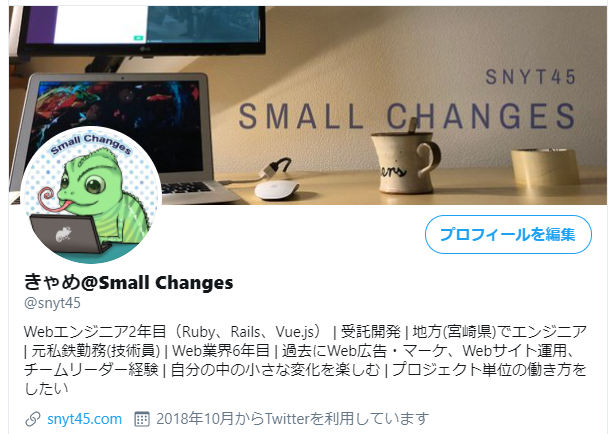 SNYT45
SMALL CHANGES
Small Changes
プロフィールを編集
きゃめ@Small Changes
@snyt45
Webエンジニア2年目（Ruby、Rails、Vue.js） | 受託開発 | 地方(宮崎県)でエンジニア
| 元私鉄勤務(技術員) | Web業界6年目 | 過去にWeb広告・マーケ、Webサイト運用、
チームリーダー経験 | 自分の中の小さな変化を楽しむ | プロジェクト単位の働き方を
したい
snyt45.com 2018年10月からTwitterを利用しています